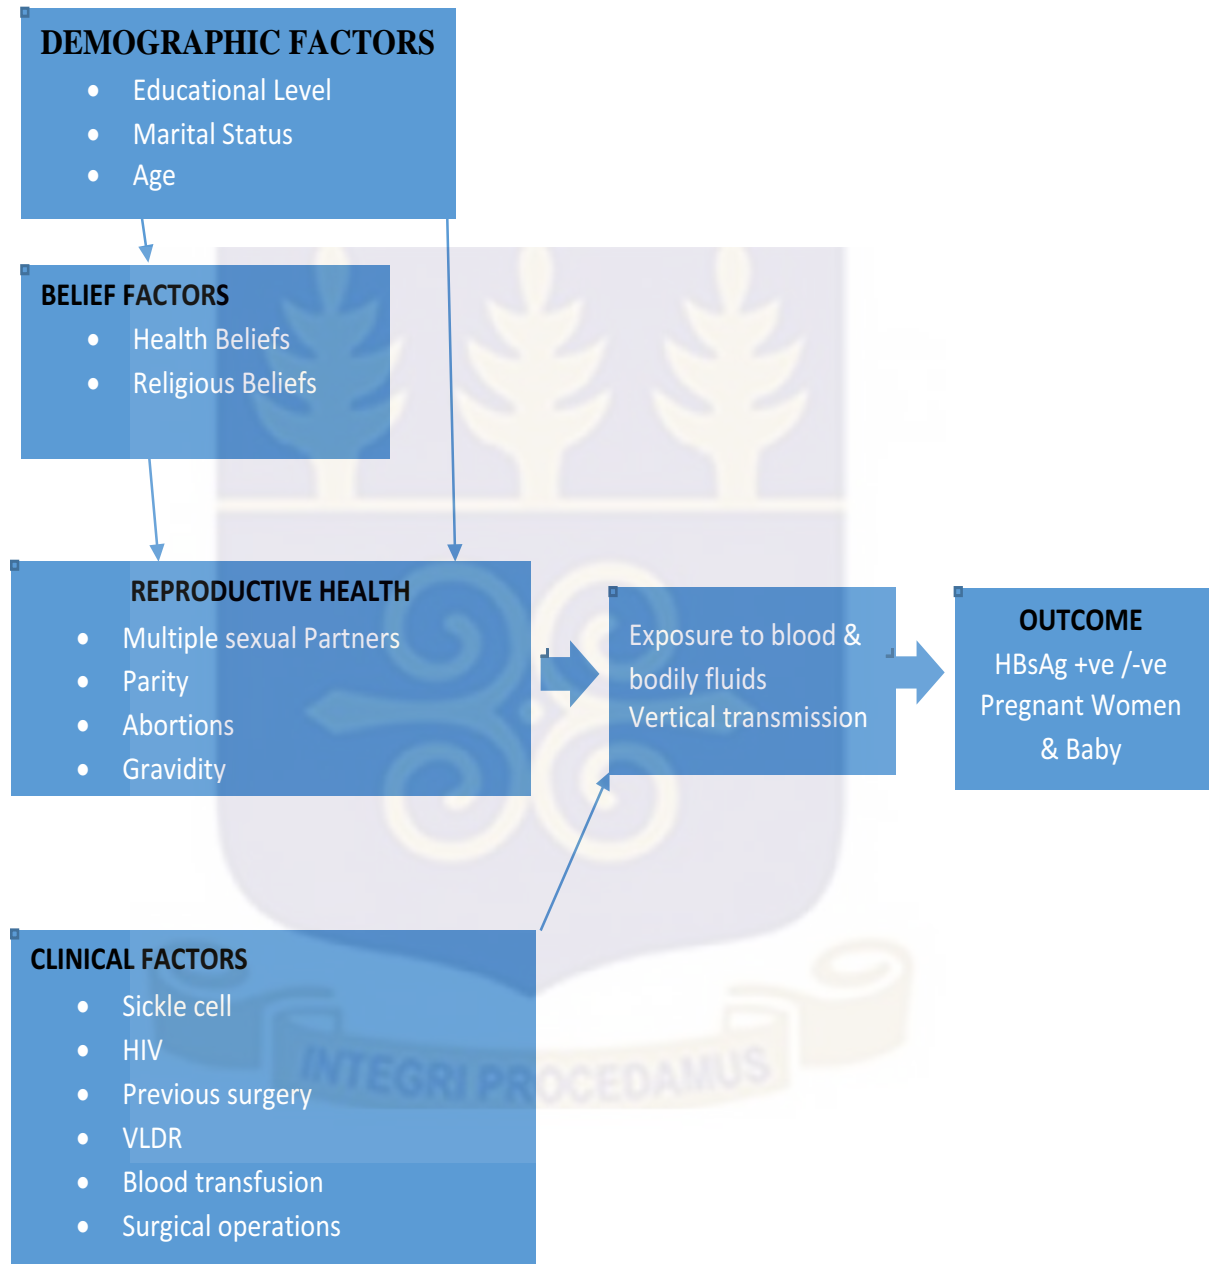 DEMOGRAPHIC FACTORS
• Educational Level
• Marital Status
• Age
BELIEF FACTORS
• Health Beliefs
• Religious Beliefs
REPRODUCTIVE HEALTH
• Multiple sexual Partners
• Parity
• Abortions
• Gravidity
Exposure to blood &
bodily fluids
Vertical transmission
OUTCOME
HBsAg +ve /-ve
Pregnant Women
& Baby
CLINICAL FACTORS
• Sickle cell
• HIV
• Previous surgery
• VLDR
• Blood transfusion
• Surgical operations
INTEGRI PROCEDAMUS